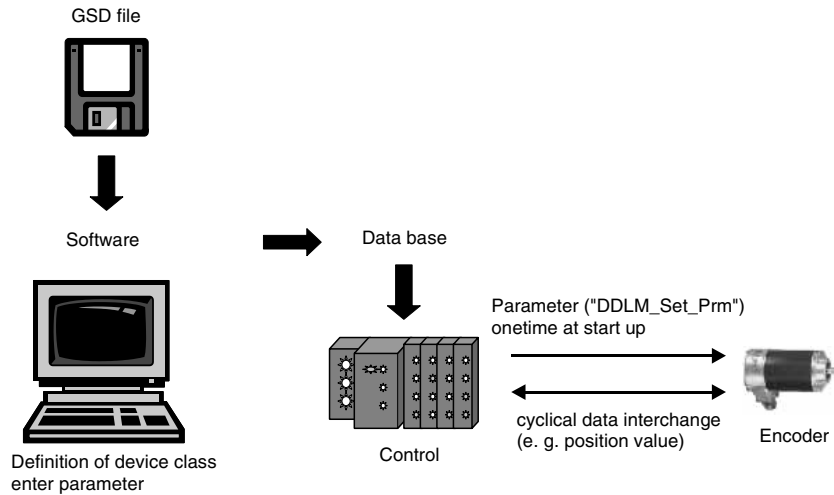 GSD file
Software
Data base
Parameter ("DDLM_Set_Prm")
onetime at start up
cyclical data interchange
(e. g. position value)
Encoder
Control
Definition of device class
enter parameter